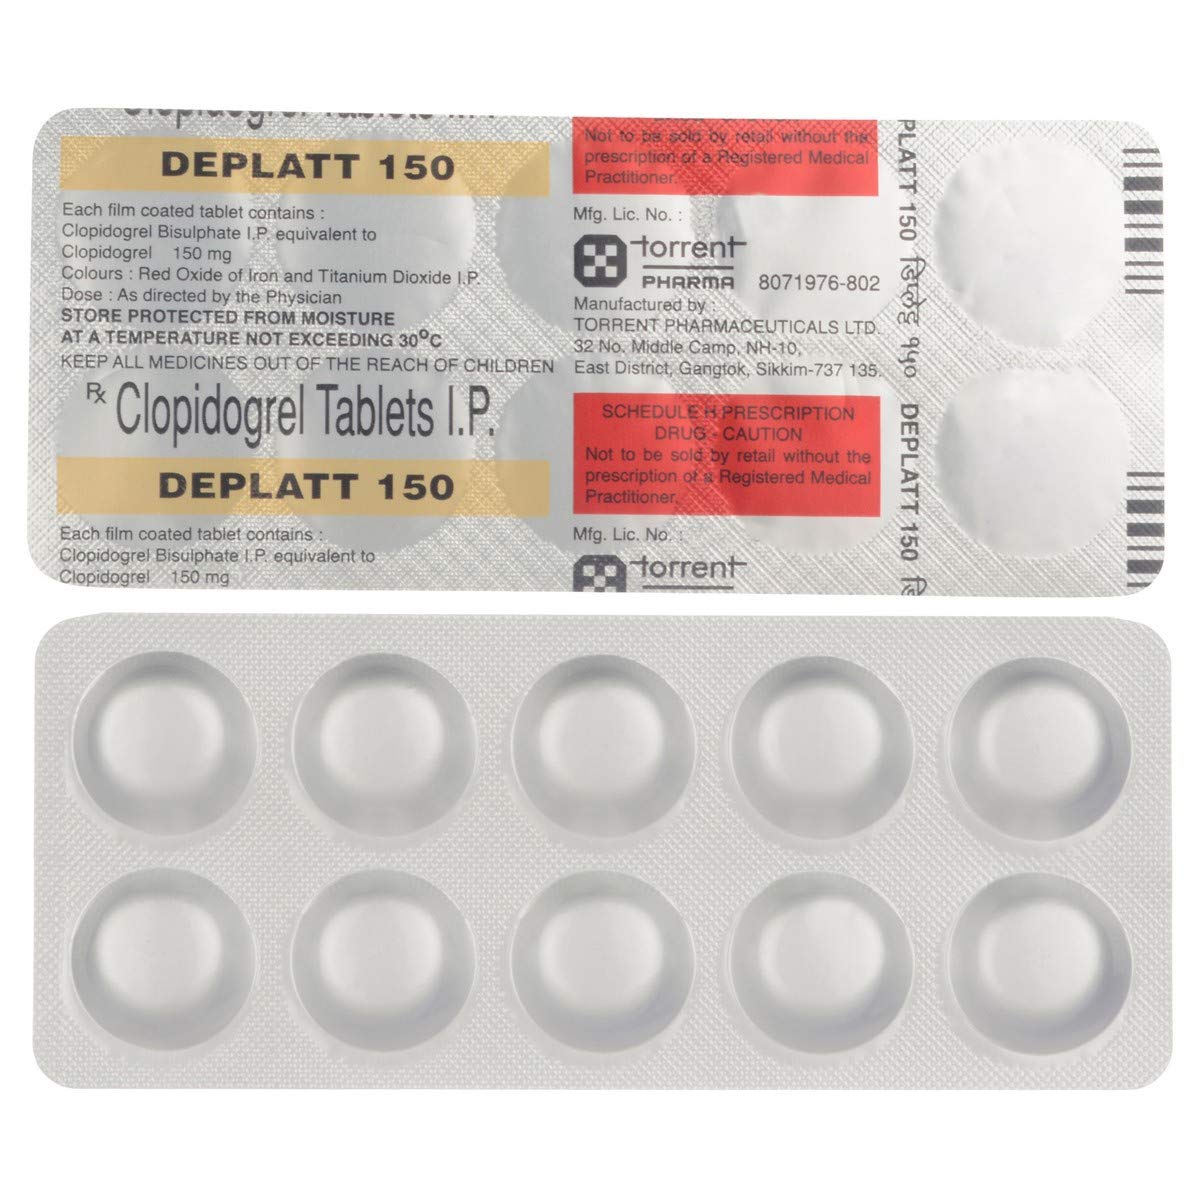 Clopidogrel Tablets I.P.
DEPLATT 150
Each film coated tablet contains :
Clopidogrel Bisulphate I.P. equivalent to
Clopidogrel 150 mg
Colours : Red Oxide of Iron and Titanium Dioxide I.P.
Dose : As directed by the Physician
STORE PROTECTED FROM MOISTURE
AT A TEMPERATURE NOT EXCEEDING 30°C
KEEP ALL MEDICINES OUT OF THE REACH OF CHILDREN
Rx Clopidogrel Tablets I.P.
DEPLATT 150
Each film coated tablet contains :
Clopidogrel Bisulphate I.P. equivalent to
Clopidogrel 150 mg
Not to be sold by retail without the
prescription of a Registered Medical
Practitioner.
Mfg. Lic. No. :
torrent
PHARMA 8071976-802
Manufactured by :
TORRENT PHARMACEUTICALS LTD.
32 No. Middle Camp, NH-10,
East District, Gangtok, Sikkim-737 135.
SCHEDULE H PRESCRIPTION
DRUG - CAUTION
Not to be sold by retail without the
prescription of a Registered Medical
Practitioner.
Mfg. Lic. No. :
torrent
PLATT 150 डिप्लेट १५० DEPLATT 150